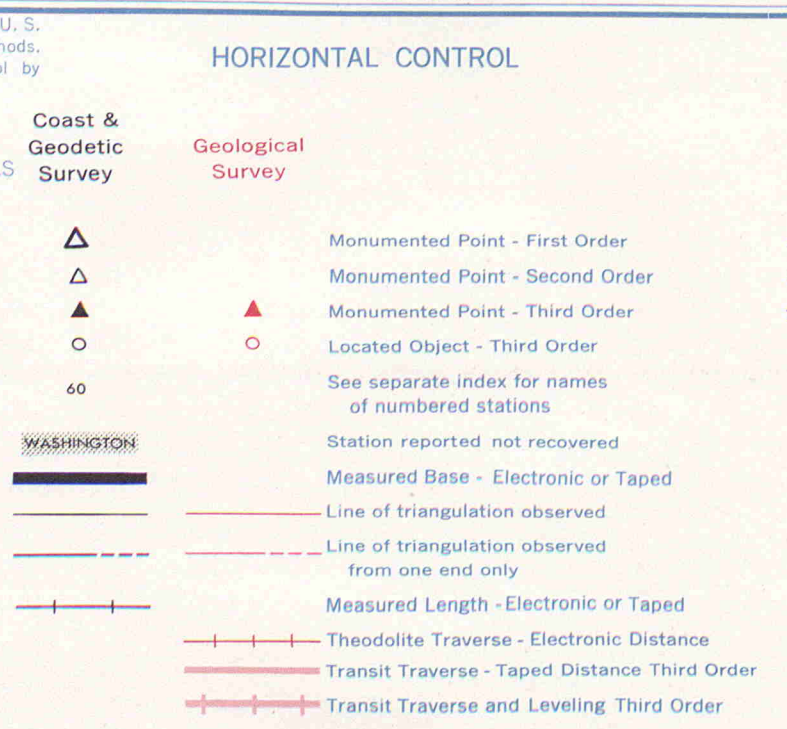 U. S.
ol by
HORIZONTAL CONTROL
Coast &
Geodetic
Survey
Geological
Survey
Monumented Point - First Order
Monumented Point - Second Order
Monumented Point - Third Order
Located Object - Third Order
60
See separate index for names
of numbered stations
WASHINGTON
Station reported not recovered
Measured Base - Electronic or Taped
Line of triangulation observed
Line of triangulation observed
from one end only
Measured Length - Electronic or Taped
Theodolite Traverse - Electronic Distance
Transit Traverse - Taped Distance Third Order
Transit Traverse and Leveling Third Order